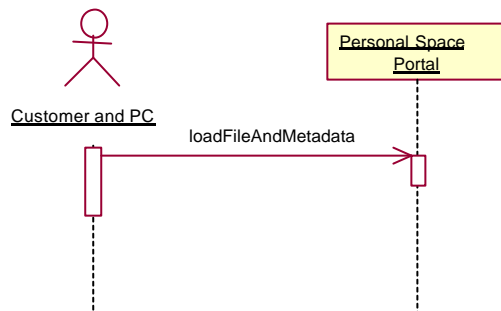 Personal Space
Portal
Customer and PC
loadFileAndMetadata